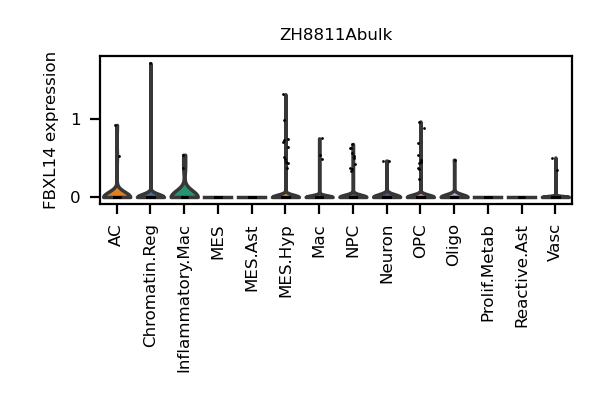 ZH8811Abulk
FBXL14 expression
1
0
AC
Chromatin.Reg
Inflammatory.Mac
MES
MES.Ast
MES.Hyp
Mac
NPC
Neuron
OPC
Oligo
Prolif.Metab
Reactive.Ast
Vasc